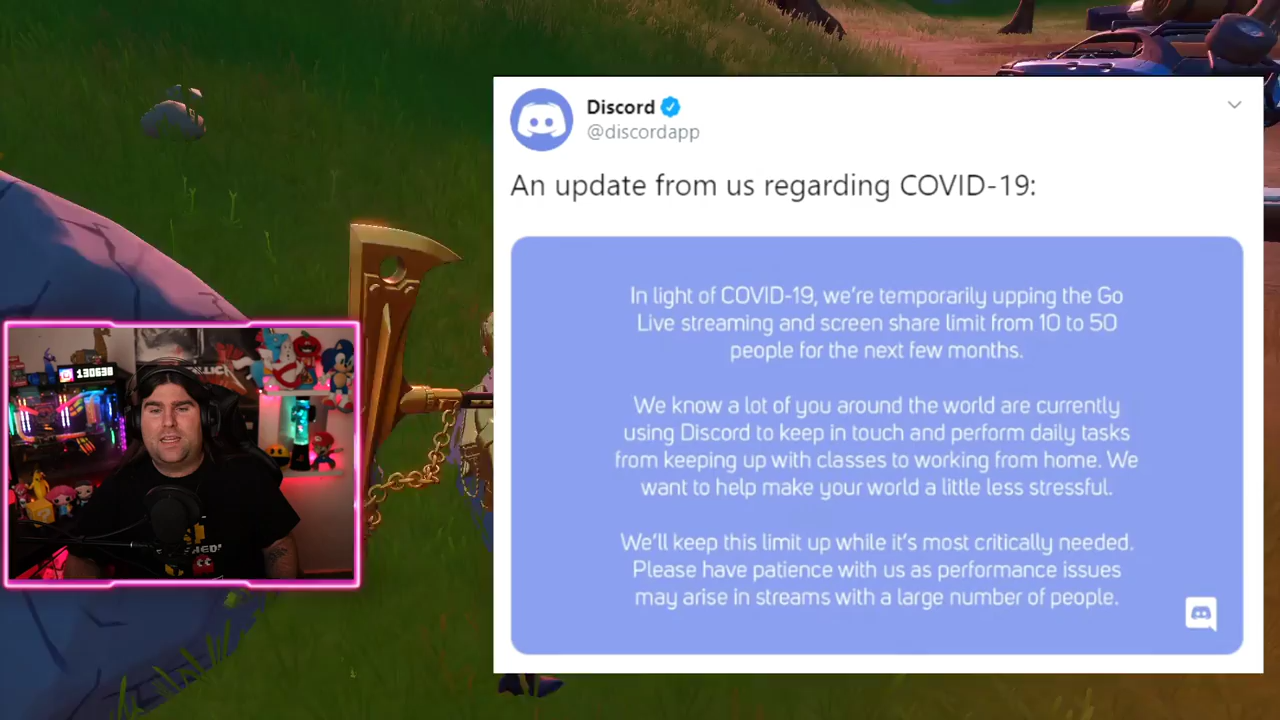 Discord
@discordapp
An update from us regarding COVID-19:
In light of COVID-19, we're temporarily upping the Go
Live streaming and screen share limit from 10 to 50
people for the next few months.
We know a lot of you around the world are currently
using Discord to keep in touch and perform daily tasks
from keeping up with classes to working from home. We
want to help make your world a little less stressful.
We'll keep this limit up while it's most critically needed.
Please have patience with us as performance issues
may arise in streams with a large number of people.
130638